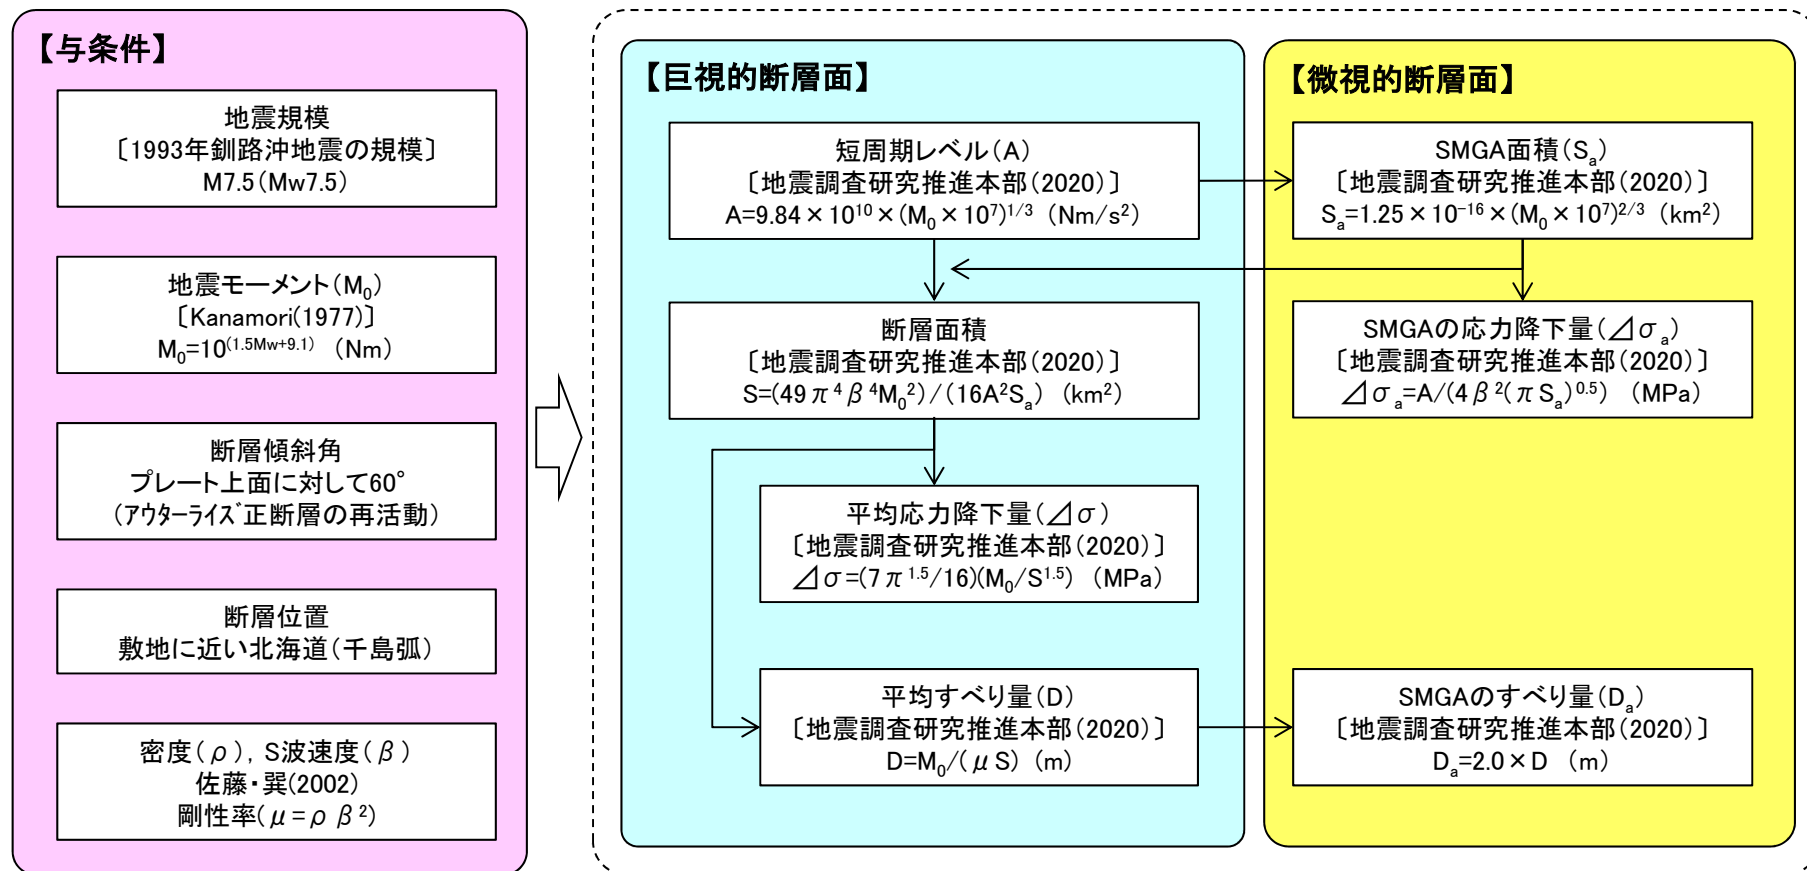 【与条件】
地震規模
〔1993年釧路沖地震の規模〕
M7.5(Mw7.5)
地震モーメント(M₀)
〔Kanamori(1977)〕
M₀=10^(1.5Mw+9.1) (Nm)
断層傾斜角
プレート上面に対して60°
(ｱｳﾀｰﾗｲｽﾞ正断層の再活動)
断層位置
敷地に近い北海道(千島弧)
密度(ρ),S波速度(β)
佐藤・巽(2002)
剛性率(μ=ρβ²)
【巨視的断層面】
短周期レベル(A)
〔地震調査研究推進本部(2020)〕
A=9.84×10¹⁰×(M₀×10⁷)^1/3 (Nm/s²)
断層面積
〔地震調査研究推進本部(2020)〕
S=(49π⁴β⁴M₀²)/(16A²Sₐ) (km²)
平均応力降下量(⊿σ)
〔地震調査研究推進本部(2020)〕
⊿σ=(7π^1.5/16)(M₀/S^1.5) (MPa)
平均すべり量(D)
〔地震調査研究推進本部(2020)〕
D=M₀/(μS) (m)
【微視的断層面】
SMGA面積(Sₐ)
〔地震調査研究推進本部(2020)〕
Sₐ=1.25×10⁻¹⁶×(M₀×10⁷)^2/3 (km²)
SMGAの応力降下量(⊿σₐ)
〔地震調査研究推進本部(2020)〕
⊿σₐ=A/(4β²(πSₐ)^0.5) (MPa)
SMGAのすべり量(Dₐ)
〔地震調査研究推進本部(2020)〕
Dₐ=2.0×D (m)